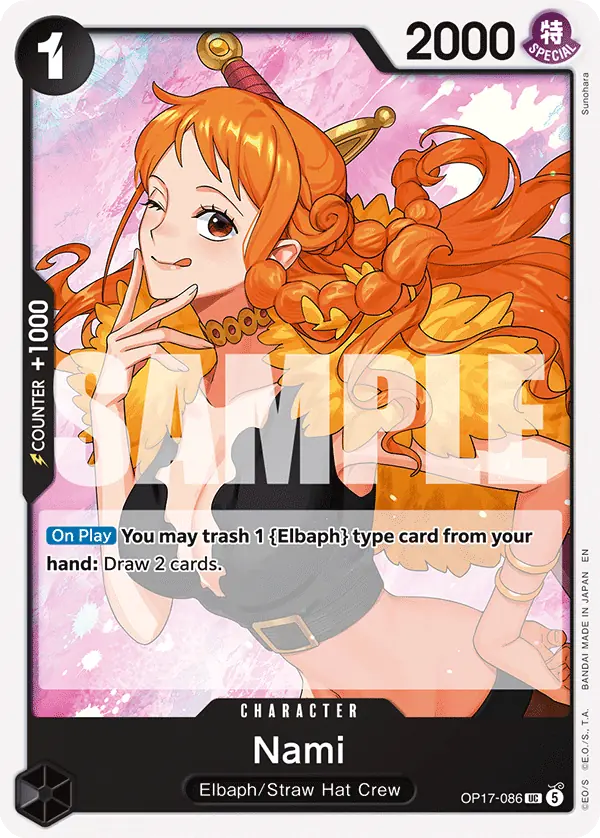 1
2000
特
SPECIAL
Sunohara
COUNTER +1000
SAMPLE
On Play You may trash 1 {Elbaph} type card from your
hand: Draw 2 cards.
CHARACTER
Nami
Elbaph/Straw Hat Crew
OP17-086 UC 5
©EO/S ©E.O./S., T.A. BANDAI MADE IN JAPAN EN